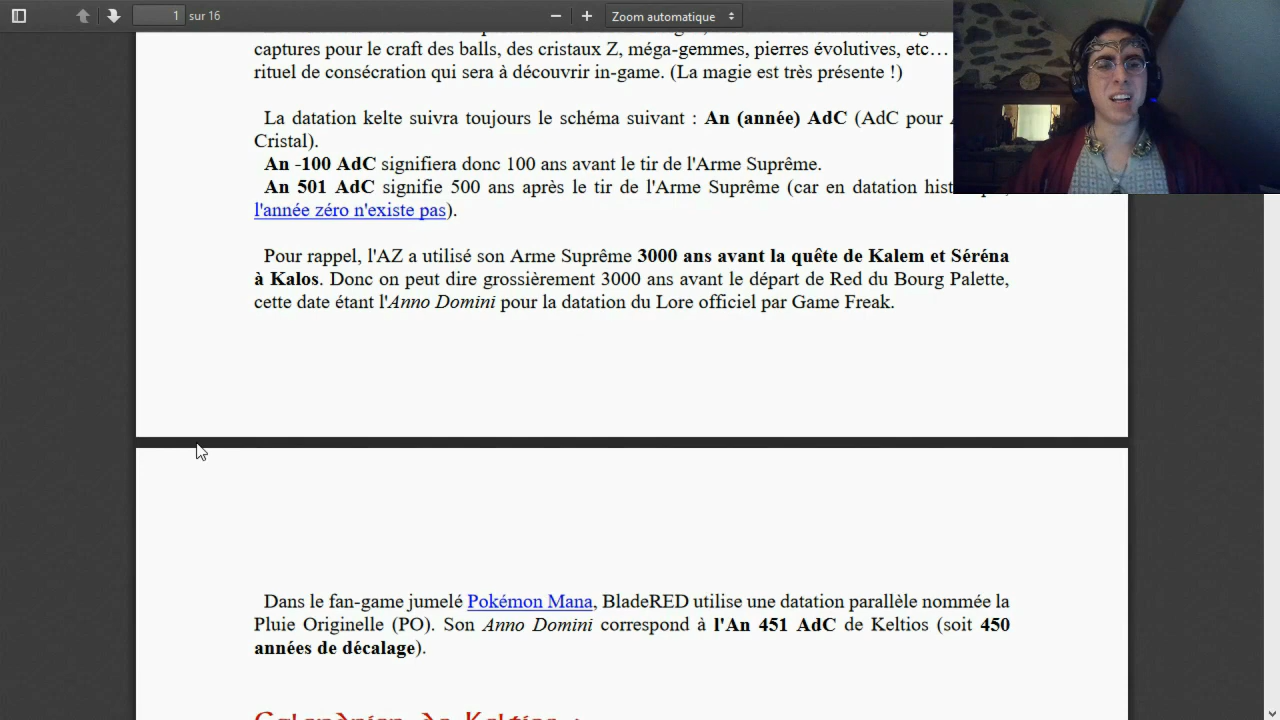 1 sur 16
Zoom automatique
captures pour le craft des balls, des cristaux Z, méga-gemmes, pierres évolutives, etc…
rituel de consécration qui sera à découvrir in-game. (La magie est très présente !)
La datation kelte suivra toujours le schéma suivant : An (année) AdC (AdC pour
Cristal).
An -100 AdC signifiera donc 100 ans avant le tir de l'Arme Suprême.
An 501 AdC signifie 500 ans après le tir de l'Arme Suprême (car en datation
l'année zéro n'existe pas).
Pour rappel, l'AZ a utilisé son Arme Suprême 3000 ans avant la quête de Kalem et Séréna
à Kalos. Donc on peut dire grossièrement 3000 ans avant le départ de Red du Bourg Palette,
cette date étant l'Anno Domini pour la datation du Lore officiel par Game Freak.
Dans le fan-game jumelé Pokémon Mana, BladeRED utilise une datation parallèle nommée la
Pluie Originelle (PO). Son Anno Domini correspond à l'An 451 AdC de Keltios (soit 450
années de décalage).
Calendrier de Keltios :